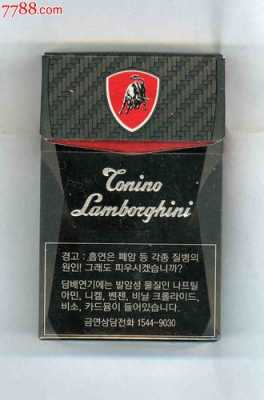 7788.com
Tonino
Lamborghini
경고 : 흡연은 폐암 등 각종 질병의
원인! 그래도 피우시겠습니까?
담배연기에는 발암성 물질인 나프틸
아민, 니켈, 벤젠, 비닐 크롤라이드,
비소, 카드뮴이 들어있습니다.
금연상담전화 1544-9030